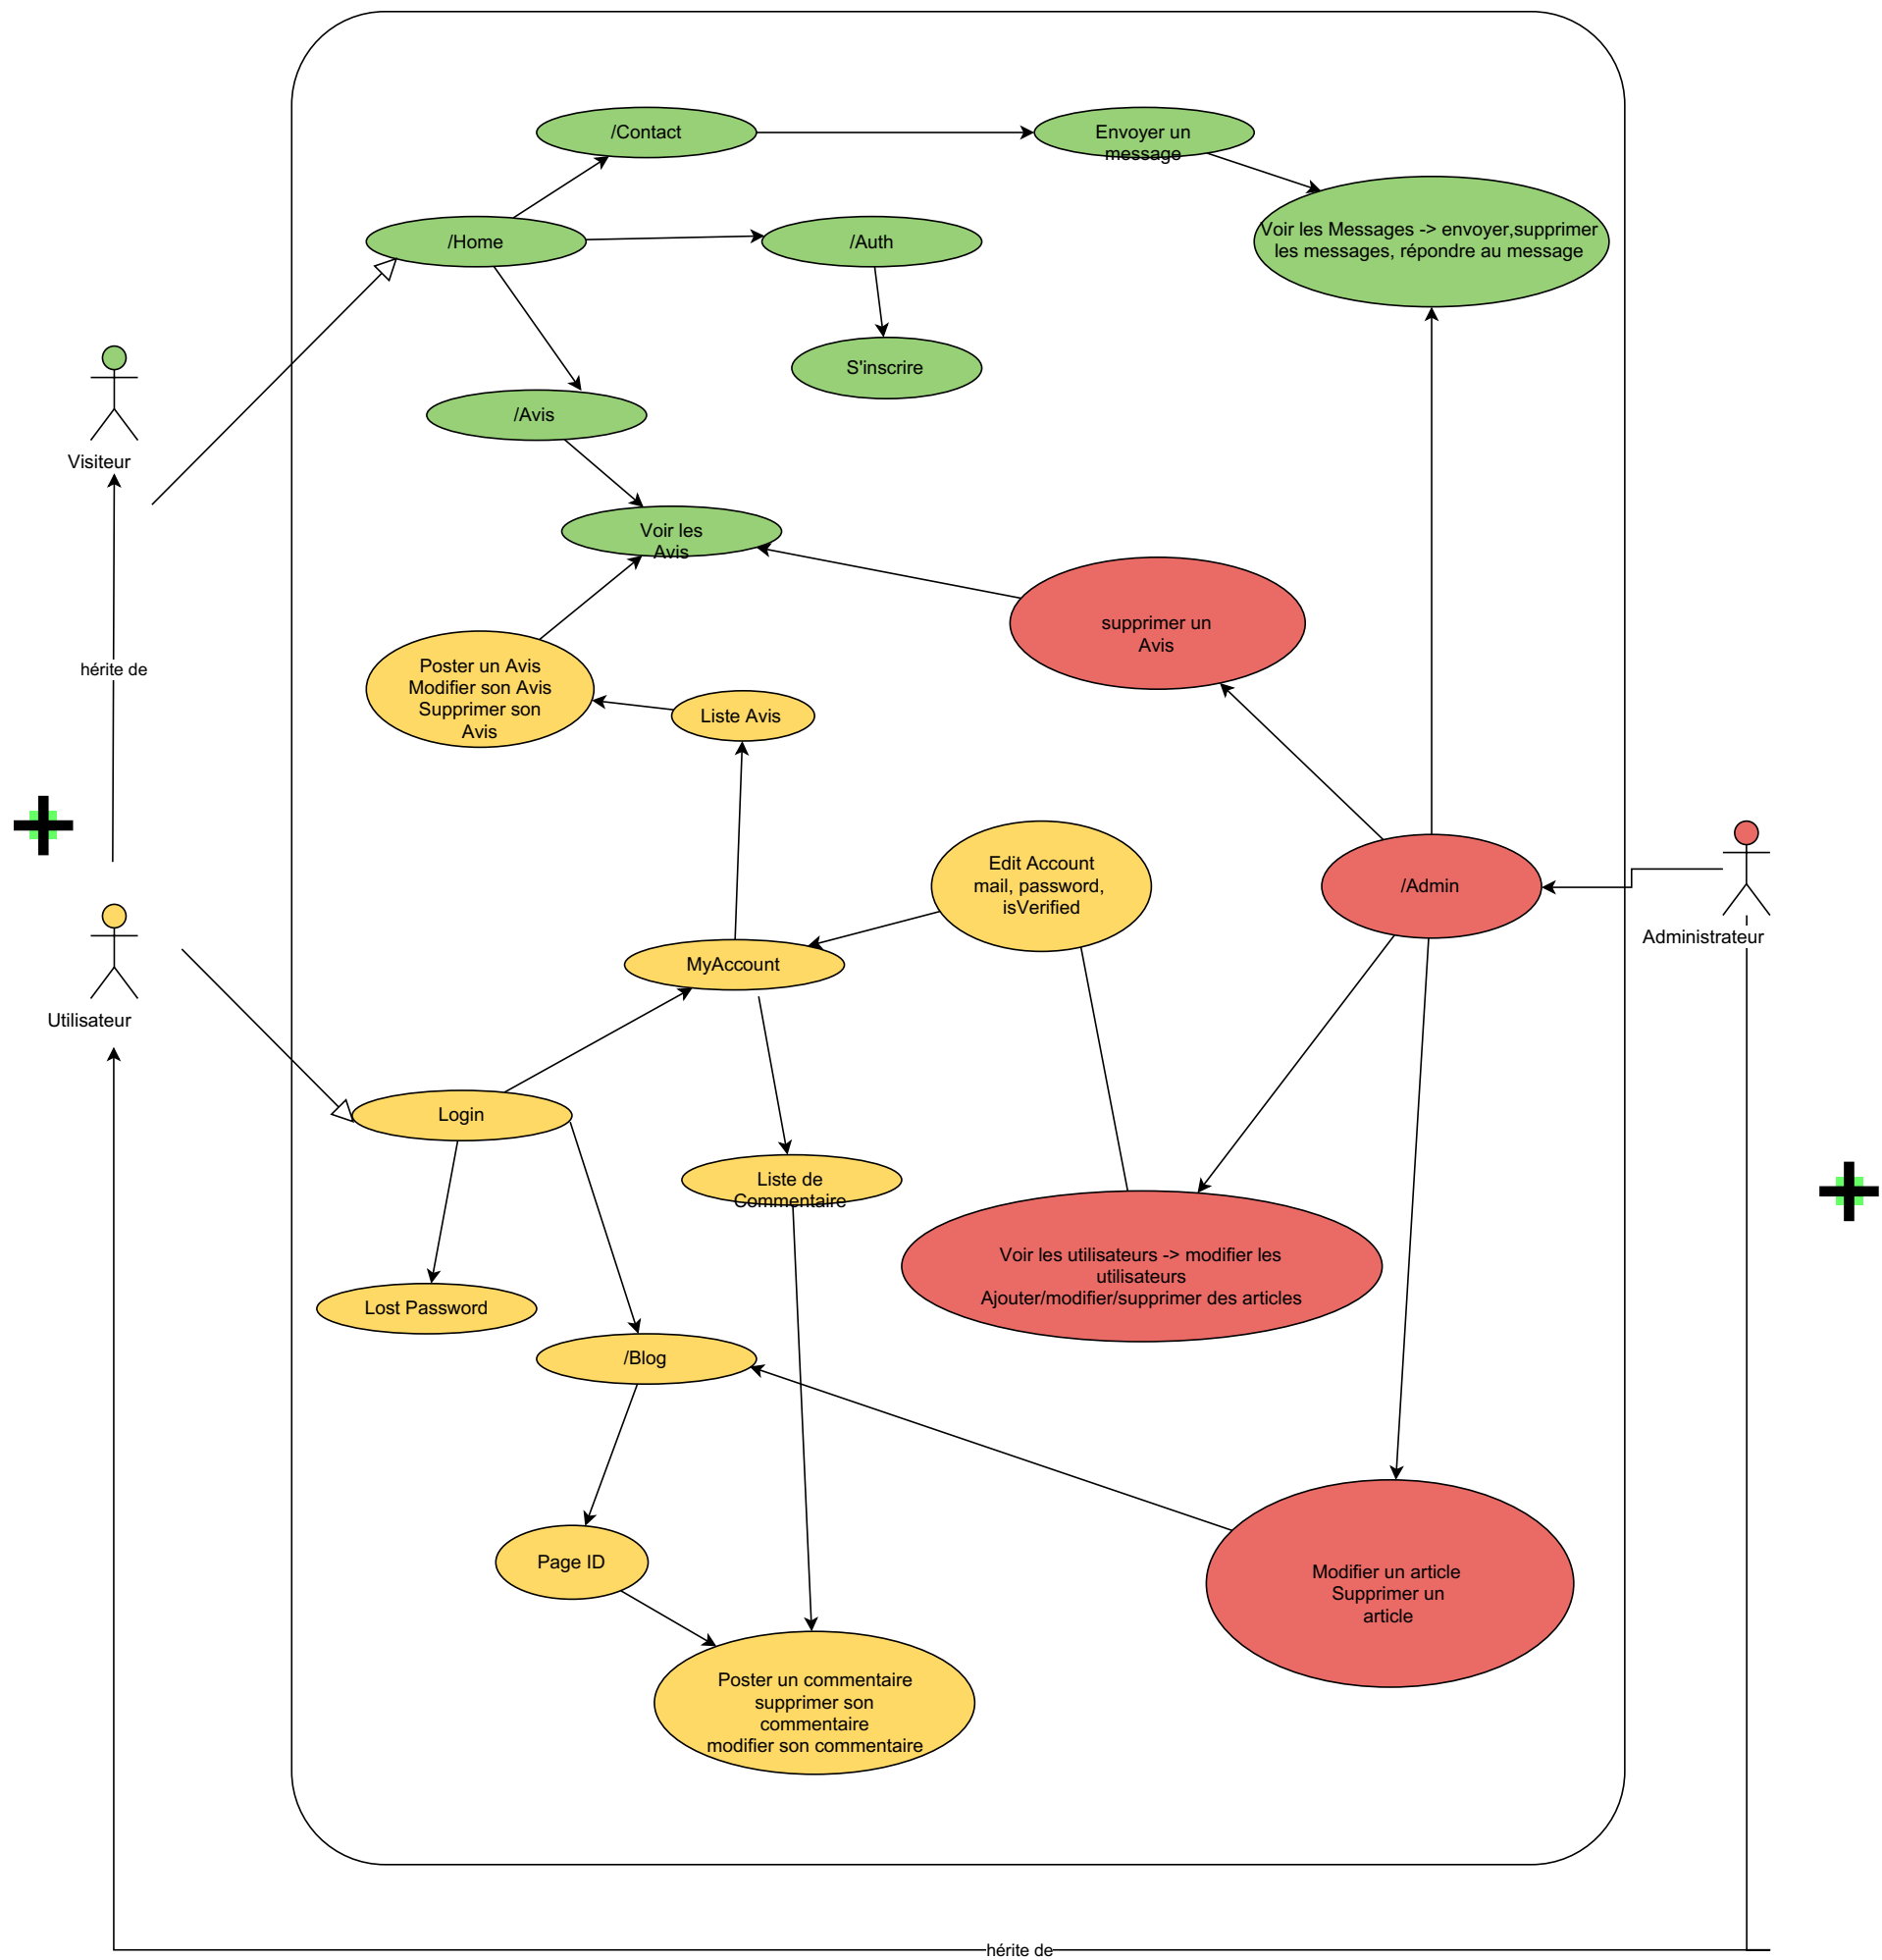 /Contact
Envoyer un
message
/Home
/Auth
Voir les Messages -> envoyer,supprimer
les messages, répondre au message
S'inscrire
/Avis
Visiteur
Voir les
Avis
supprimer un
Avis
hérite de
Poster un Avis
Modifier son Avis
Supprimer son
Avis
Liste Avis
Edit Account
mail, password,
isVerified
/Admin
Administrateur
MyAccount
Utilisateur
Login
Liste de
Commentaire
Voir les utilisateurs -> modifier les
utilisateurs
Ajouter/modifier/supprimer des articles
Lost Password
/Blog
Page ID
Modifier un article
Supprimer un
article
Poster un commentaire
supprimer son
commentaire
modifier son commentaire
hérite de